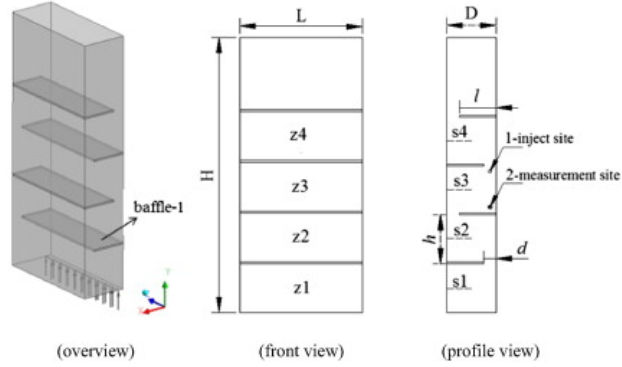 baffle-1
(overview)
L
H
z4
z3
z2
z1
(front view)
D
l
s4
1-inject site
s3
2-measurement site
h
s2
d
s1
(profile view)